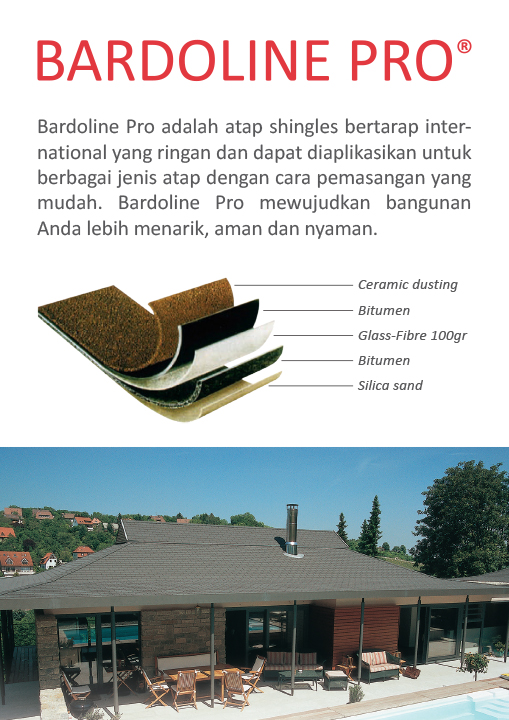 BARDOLINE PRO®
Bardoline Pro adalah atap shingles bertarap inter-
national yang ringan dan dapat diaplikasikan untuk
berbagai jenis atap dengan cara pemasangan yang
mudah. Bardoline Pro mewujudkan bangunan
Anda lebih menarik, aman dan nyaman.
Ceramic dusting
Bitumen
Glass-Fibre 100gr
Bitumen
Silica sand